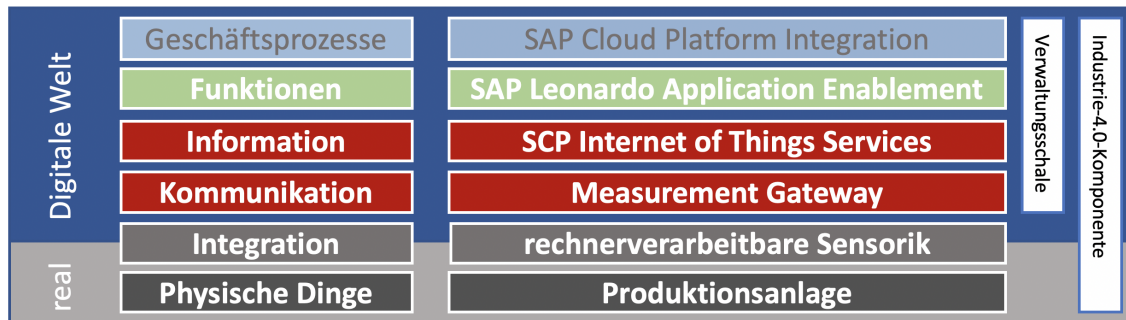 Digitale Welt
real
Geschäftsprozesse
SAP Cloud Platform Integration
Funktionen
SAP Leonardo Application Enablement
Information
SCP Internet of Things Services
Kommunikation
Measurement Gateway
Integration
rechnerverarbeitbare Sensorik
Physische Dinge
Produktionsanlage
Verwaltungsschale
Industrie-4.0-Komponente